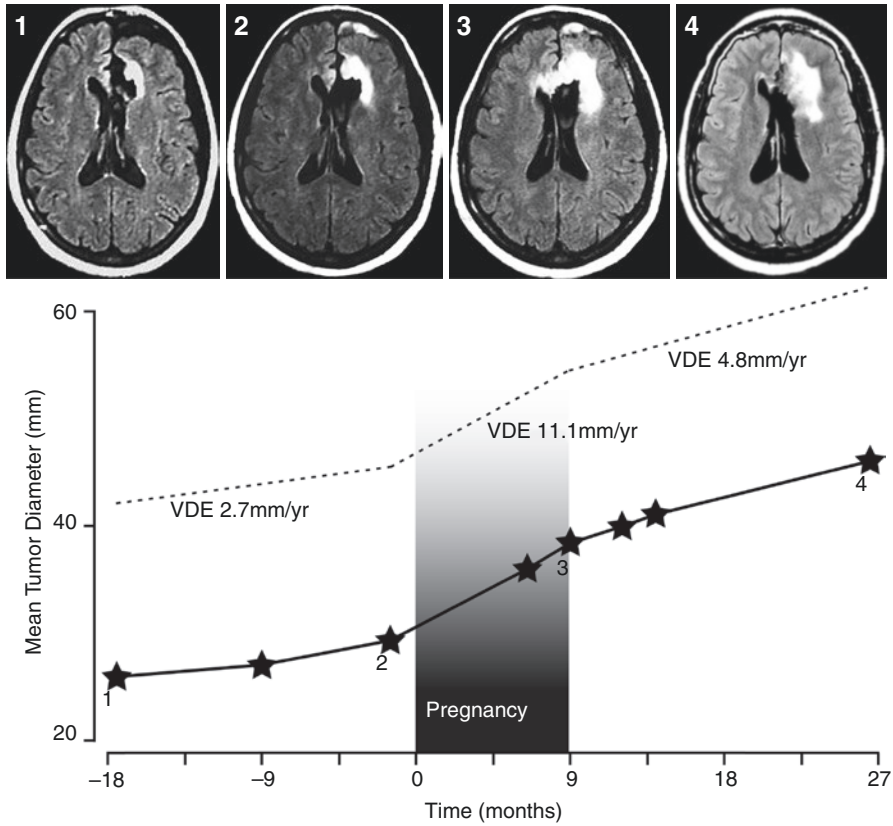 1 2 3 4
60
VDE 4.8mm/yr
VDE 11.1mm/yr
VDE 2.7mm/yr
40
20
Mean Tumor Diameter (mm)
1
2
3
4
Pregnancy
–18 –9 0 9 18 27
Time (months)